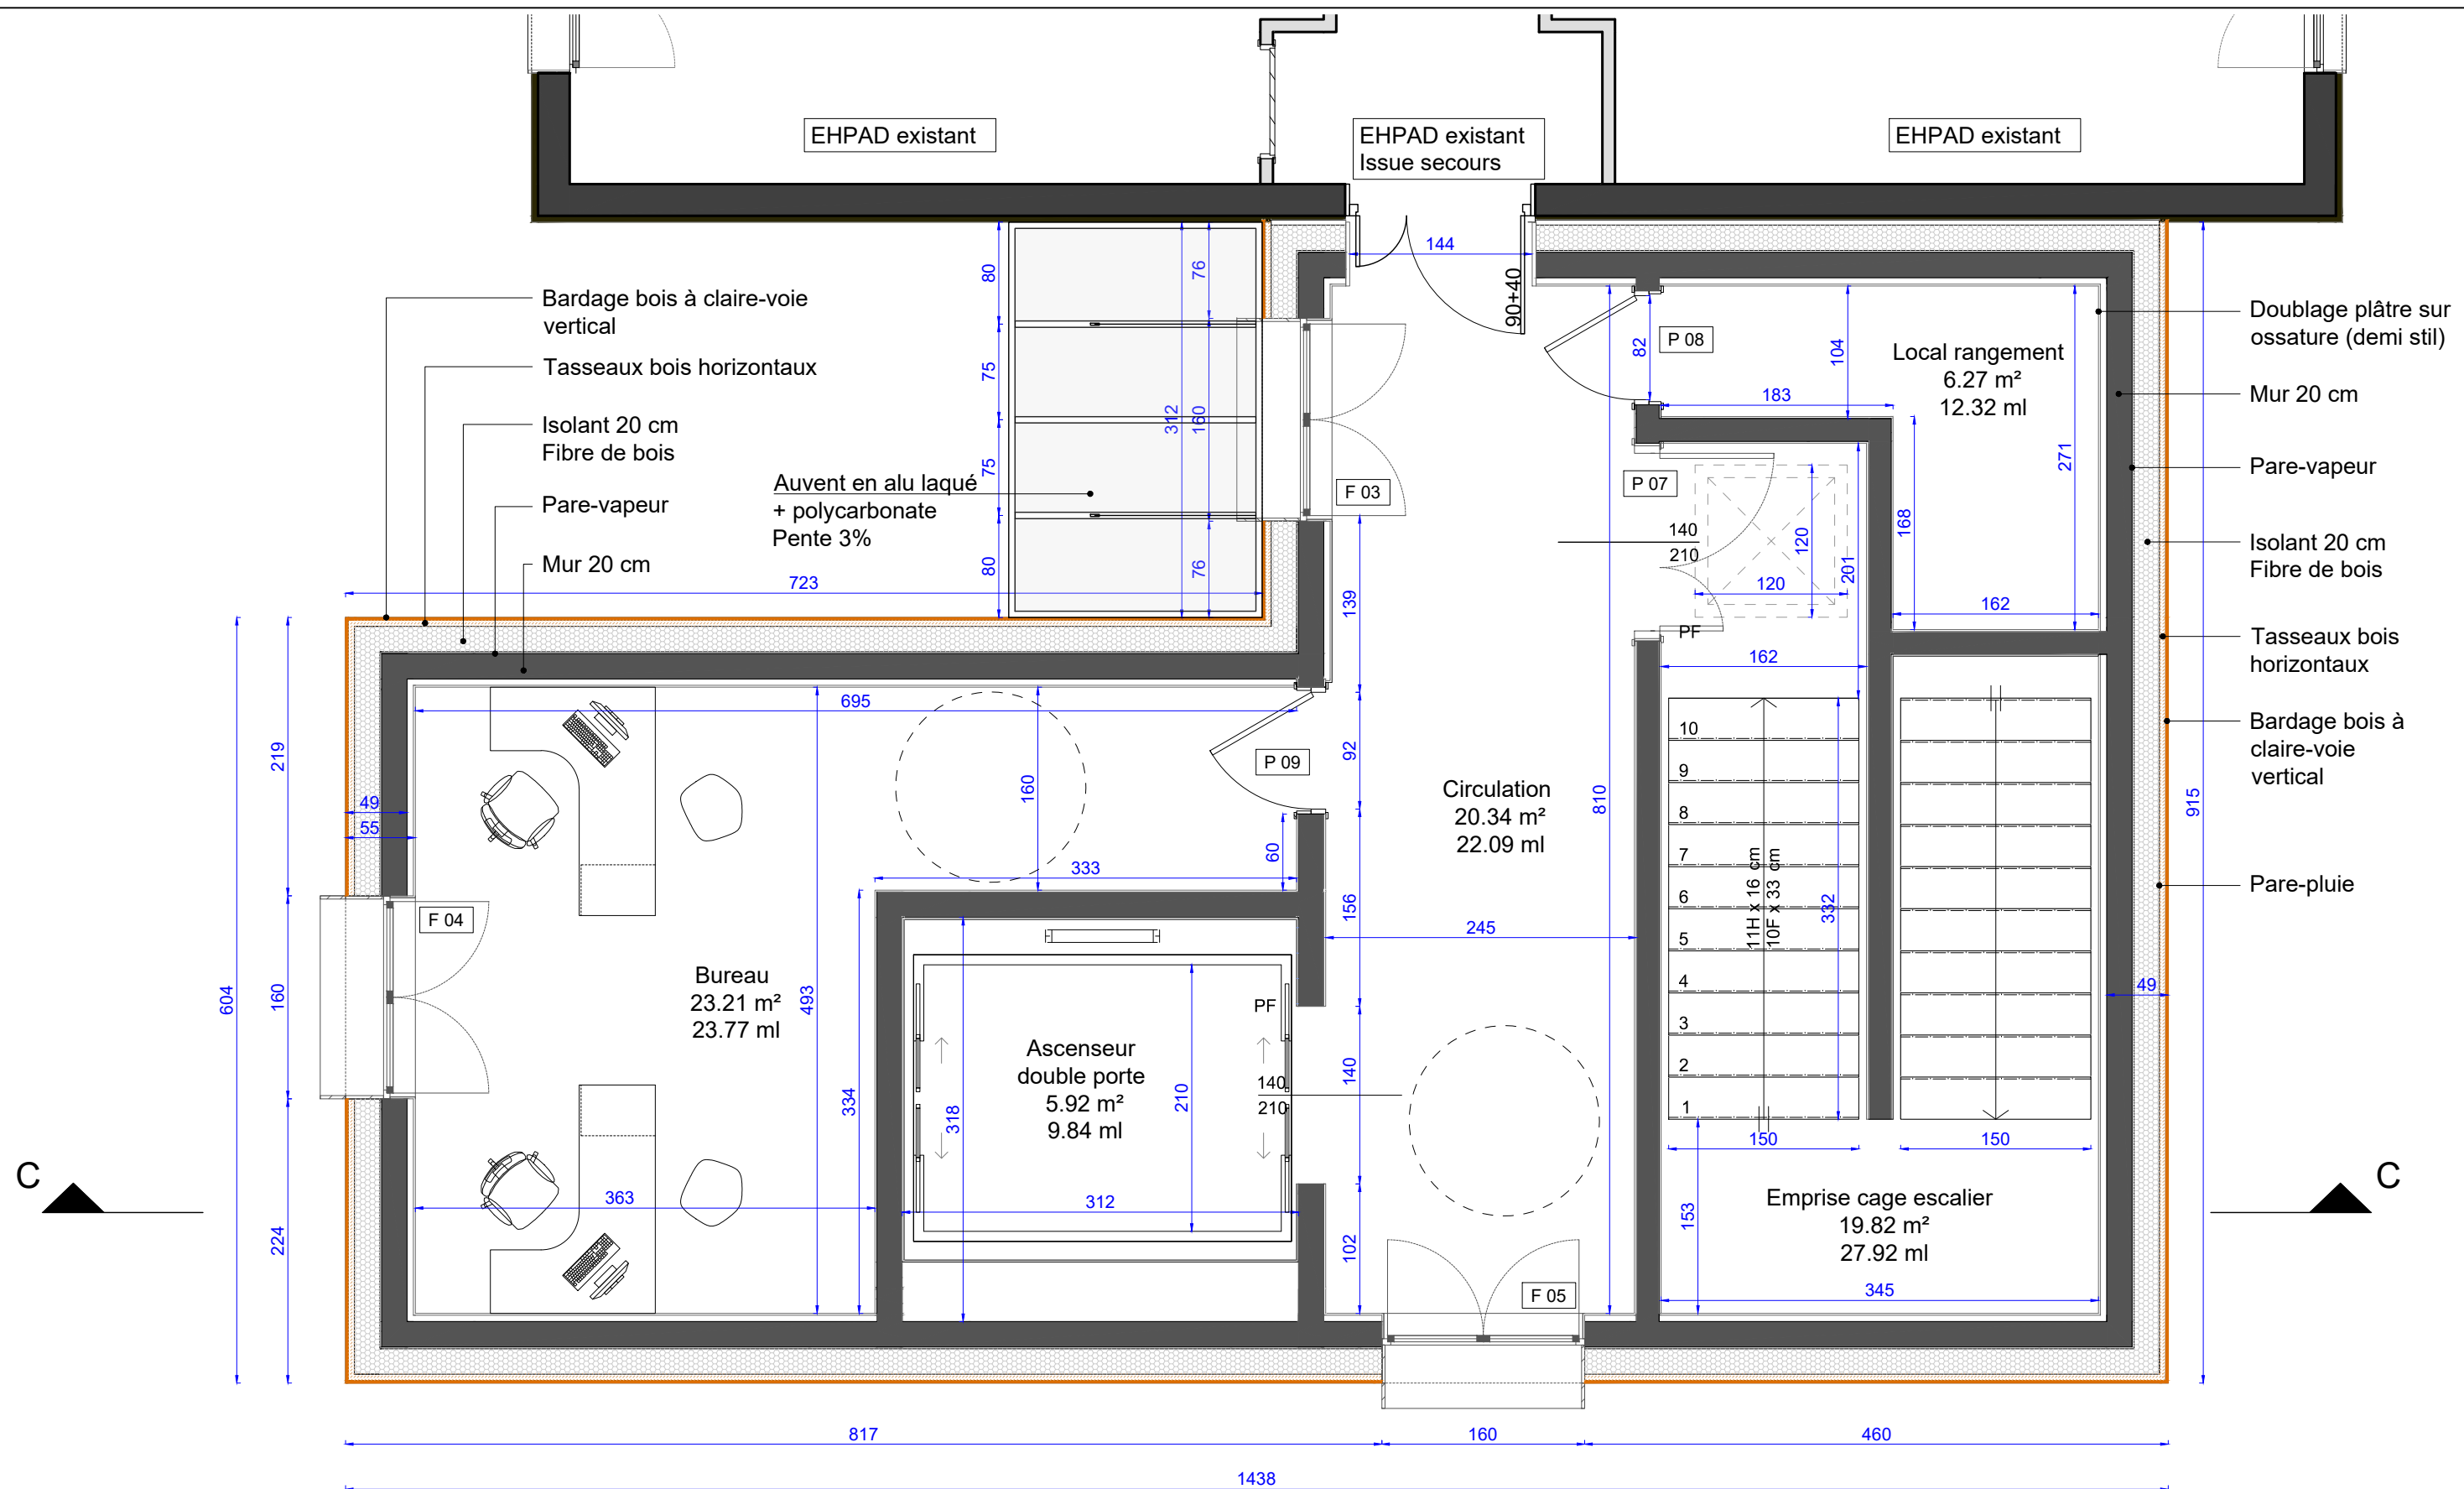 EHPAD existant
EHPAD existant
Issue secours
EHPAD existant
144
90+40
80
75
75
80
76
312
160
76
Bardage bois à claire-voie
vertical
Tasseaux bois horizontaux
Isolant 20 cm
Fibre de bois
Pare-vapeur
Mur 20 cm
Auvent en alu laqué
+ polycarbonate
Pente 3%
723
F 03
139
82
P 08
183
104
Local rangement
6.27 m²
12.32 ml
271
P 07
140
210
120
120
201
168
162
PF
162
Doublage plâtre sur
ossature (demi stil)
Mur 20 cm
Pare-vapeur
Isolant 20 cm
Fibre de bois
Tasseaux bois
horizontaux
Bardage bois à
claire-voie
vertical
Pare-pluie
604
219
160
224
49
55
695
160
P 09
92
60
333
156
F 04
Bureau
23.21 m²
23.77 ml
493
334
363
318
Ascenseur
double porte
5.92 m²
9.84 ml
210
312
PF
140
210
140
102
Circulation
20.34 m²
22.09 ml
810
245
F 05
10
9
8
7
6
5
4
3
2
1
11H x 16 cm
10F x 33 cm
332
150
150
153
Emprise cage escalier
19.82 m²
27.92 ml
345
49
915
C
C
817
160
460
1438